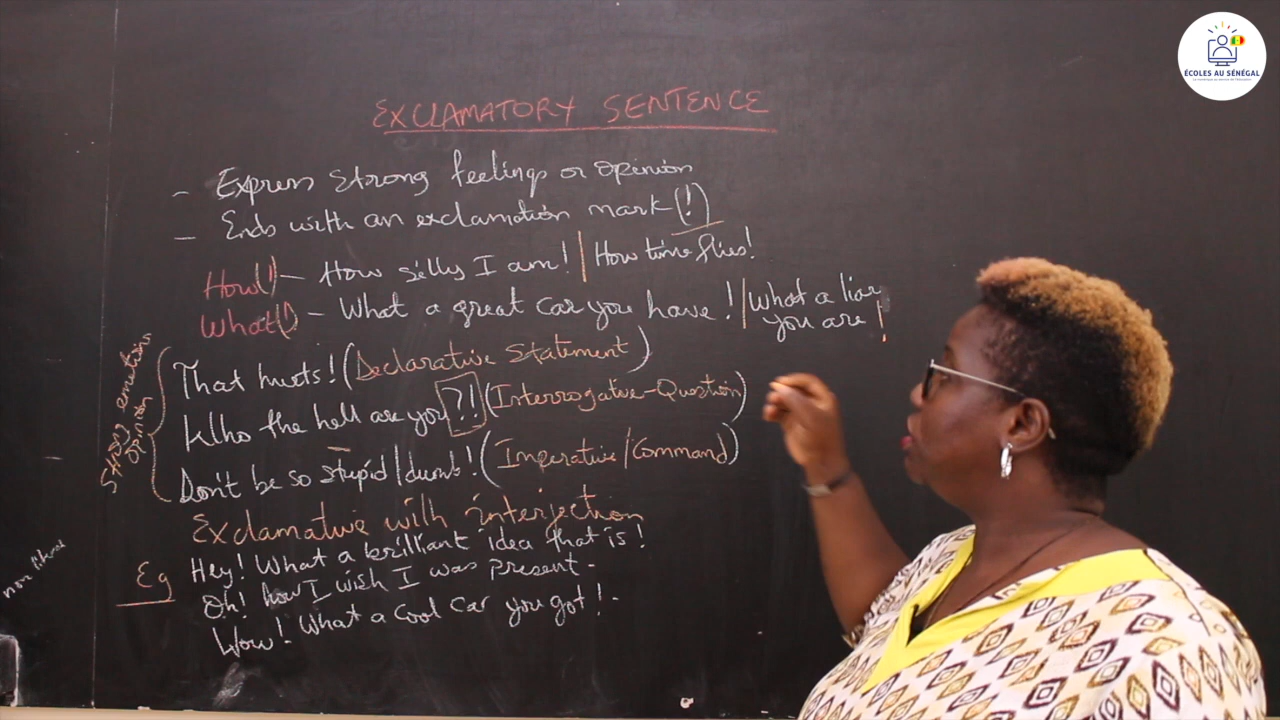 ÉCOLES AU SÉNÉGAL
EXCLAMATORY SENTENCE
- Express strong feelings or opinion
- Ends with an exclamation mark (!)
How(!) - How silly I am! | How time flies!
What(!) - What a great car you have! | What a liar you are!
Strong emotion opinion
That hurts! (Declarative Statement)
Who the hell are you ?! (Interrogative-Question)
Don't be so stupid/dumb! (Imperative/Command)
Exclamative with interjection
Eg Hey! What a brilliant idea that is!
Oh! how I wish I was present -
Wow! What a cool car you got! -